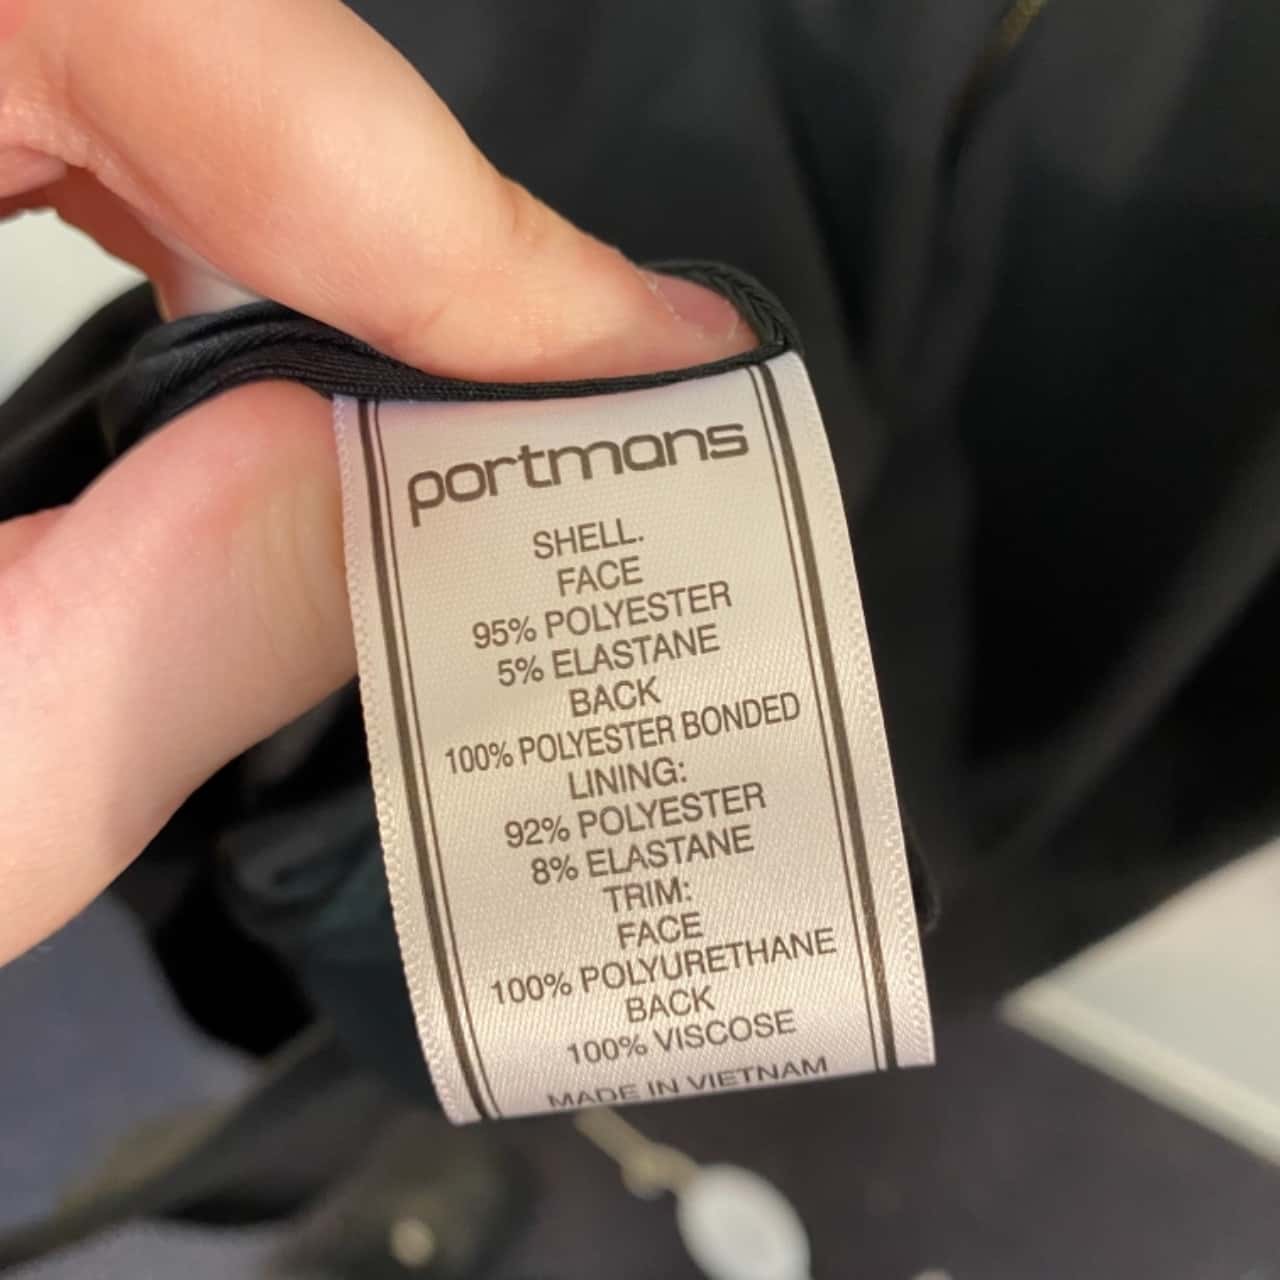 portmans
SHELL.
FACE
95% POLYESTER
5% ELASTANE
BACK
100% POLYESTER BONDED
LINING:
92% POLYESTER
8% ELASTANE
TRIM:
FACE
100% POLYURETHANE
BACK
100% VISCOSE
MADE IN VIETNAM